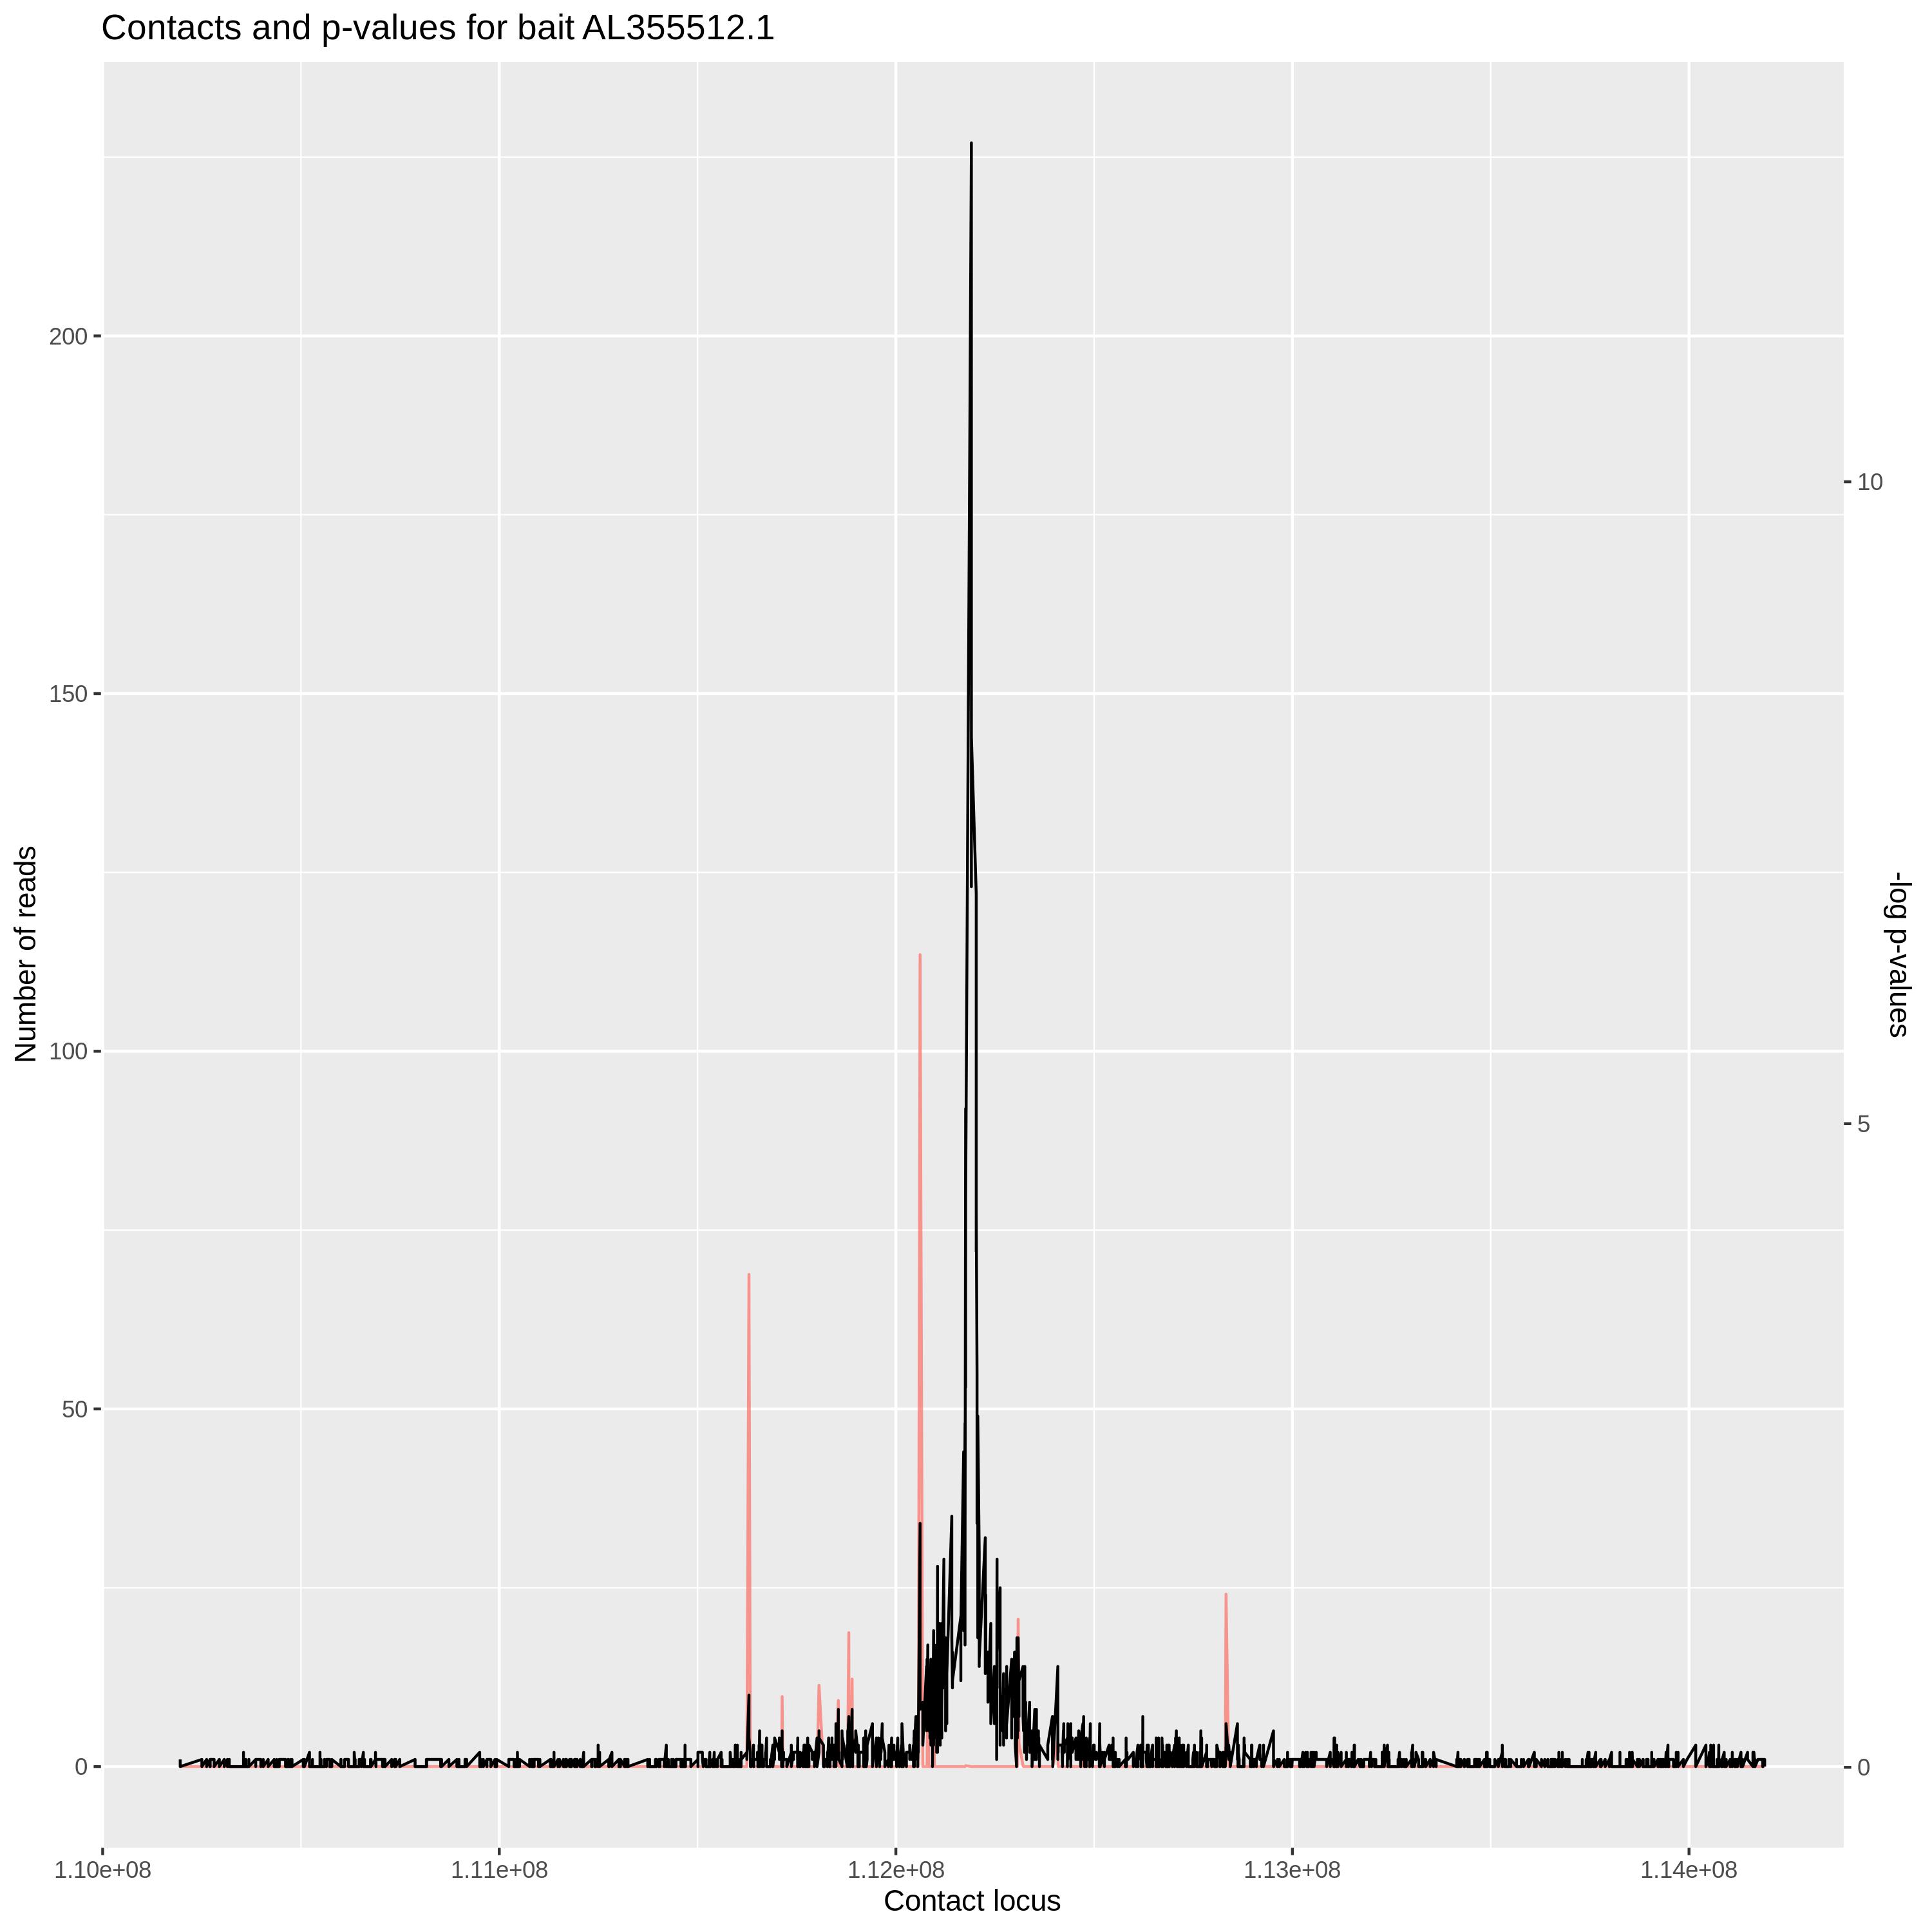 Contacts and p-values for bait AL355512.1
Number of reads
200
150
100
50
0
10
5
0
-log p-values
1.10e+08
1.11e+08
1.12e+08
1.13e+08
1.14e+08
Contact locus